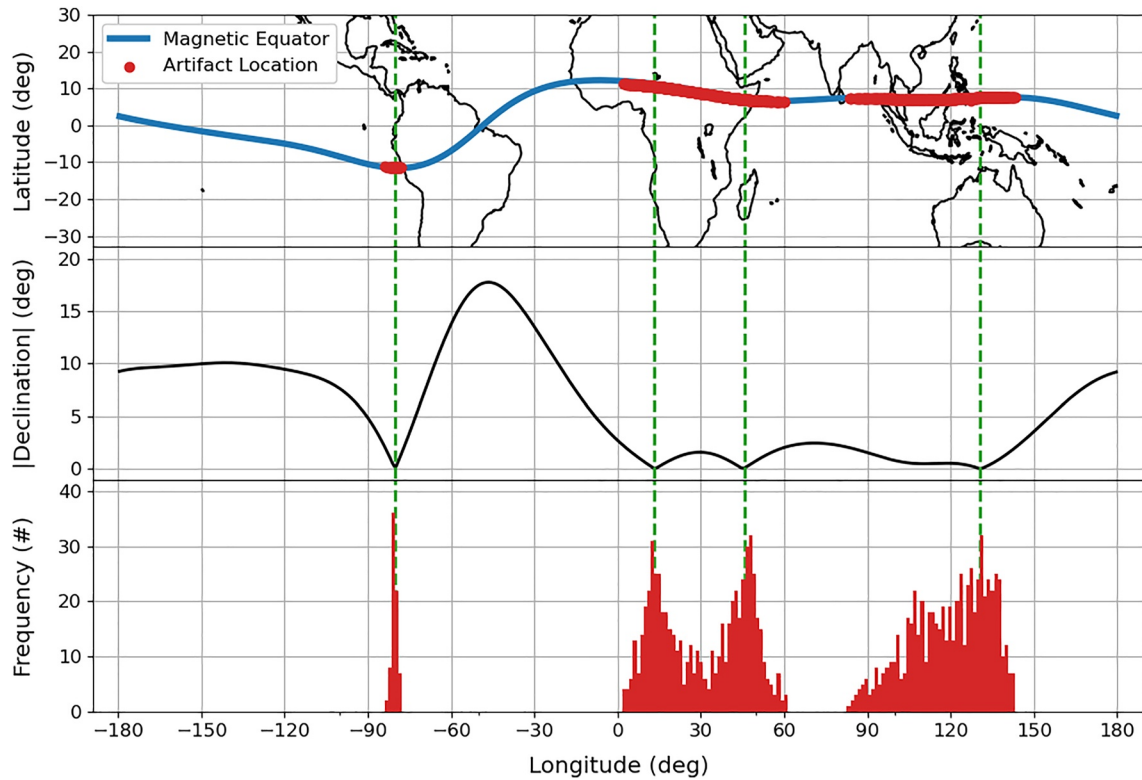 Magnetic Equator
Artifact Location
Latitude (deg)
30
20
10
0
−10
−20
−30
|Declination| (deg)
20
15
10
5
0
Frequency (#)
40
30
20
10
0
−180 −150 −120 −90 −60 −30 0 30 60 90 120 150 180
Longitude (deg)